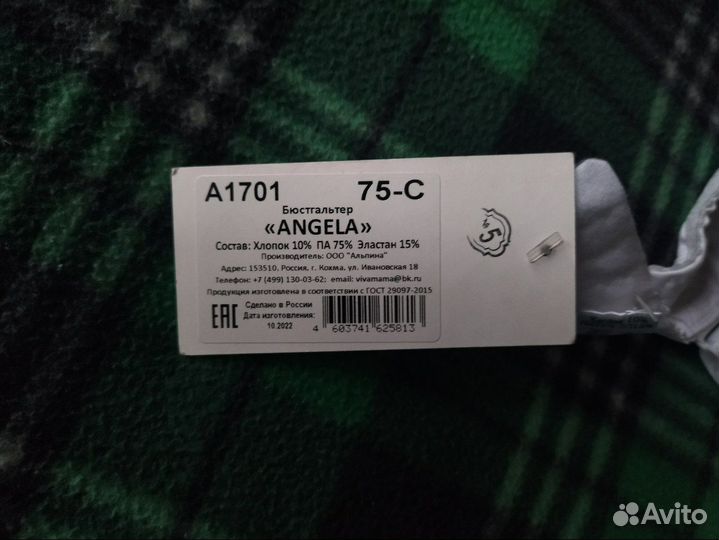 A1701 75-C
Бюстгальтер
«ANGELA»
Состав: Хлопок 10% ПА 75% Эластан 15%
Производитель: ООО "Альпина"
Адрес: 153510, Россия, г. Кохма, ул. Ивановская 18
Телефон: +7 (499) 130-03-62; email: vivamama@bk.ru
Продукция изготовлена в соответствии с ГОСТ 29097-2015
EAC
Сделано в России
Дата изготовления:
10.2022
4 603741 625813
№ 5
Avito